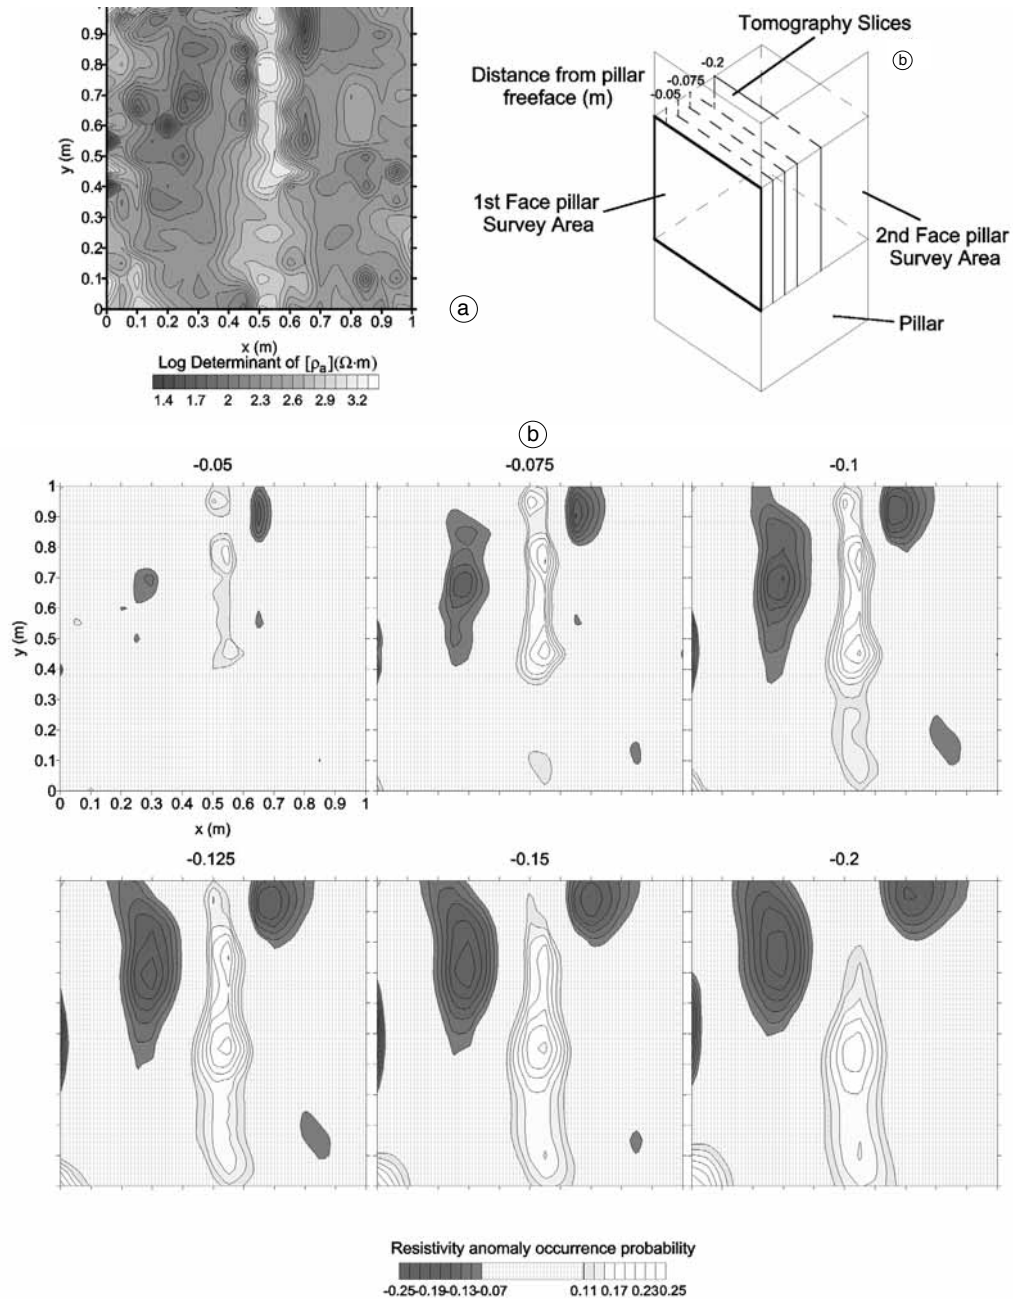 0.9
0.8
0.7
0.6
0.5
0.4
0.3
0.2
0.1
0
y (m)
0 0.1 0.2 0.3 0.4 0.5 0.6 0.7 0.8 0.9 1
x (m)
Log Determinant of [ρa](Ω·m)
1.4 1.7 2 2.3 2.6 2.9 3.2
a
Tomography Slices
b
Distance from pillar
freeface (m)
-0.2
-0.075
-0.05
1st Face pillar
Survey Area
2nd Face pillar
Survey Area
Pillar
b
-0.05
-0.075
-0.1
1
0.9
0.8
0.7
0.6
0.5
0.4
0.3
0.2
0.1
0
y (m)
0 0.1 0.2 0.3 0.4 0.5 0.6 0.7 0.8 0.9 1
x (m)
-0.125
-0.15
-0.2
Resistivity anomaly occurrence probability
-0.25-0.19-0.13-0.07 0.11 0.17 0.23 0.25